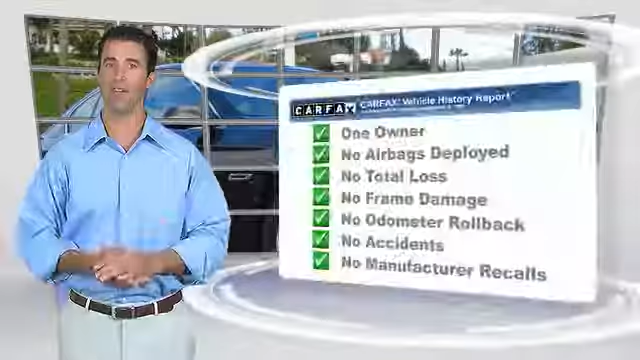 CARFAX CARFAX Vehicle History Report™
One Owner
No Airbags Deployed
No Total Loss
No Frame Damage
No Odometer Rollback
No Accidents
No Manufacturer Recalls